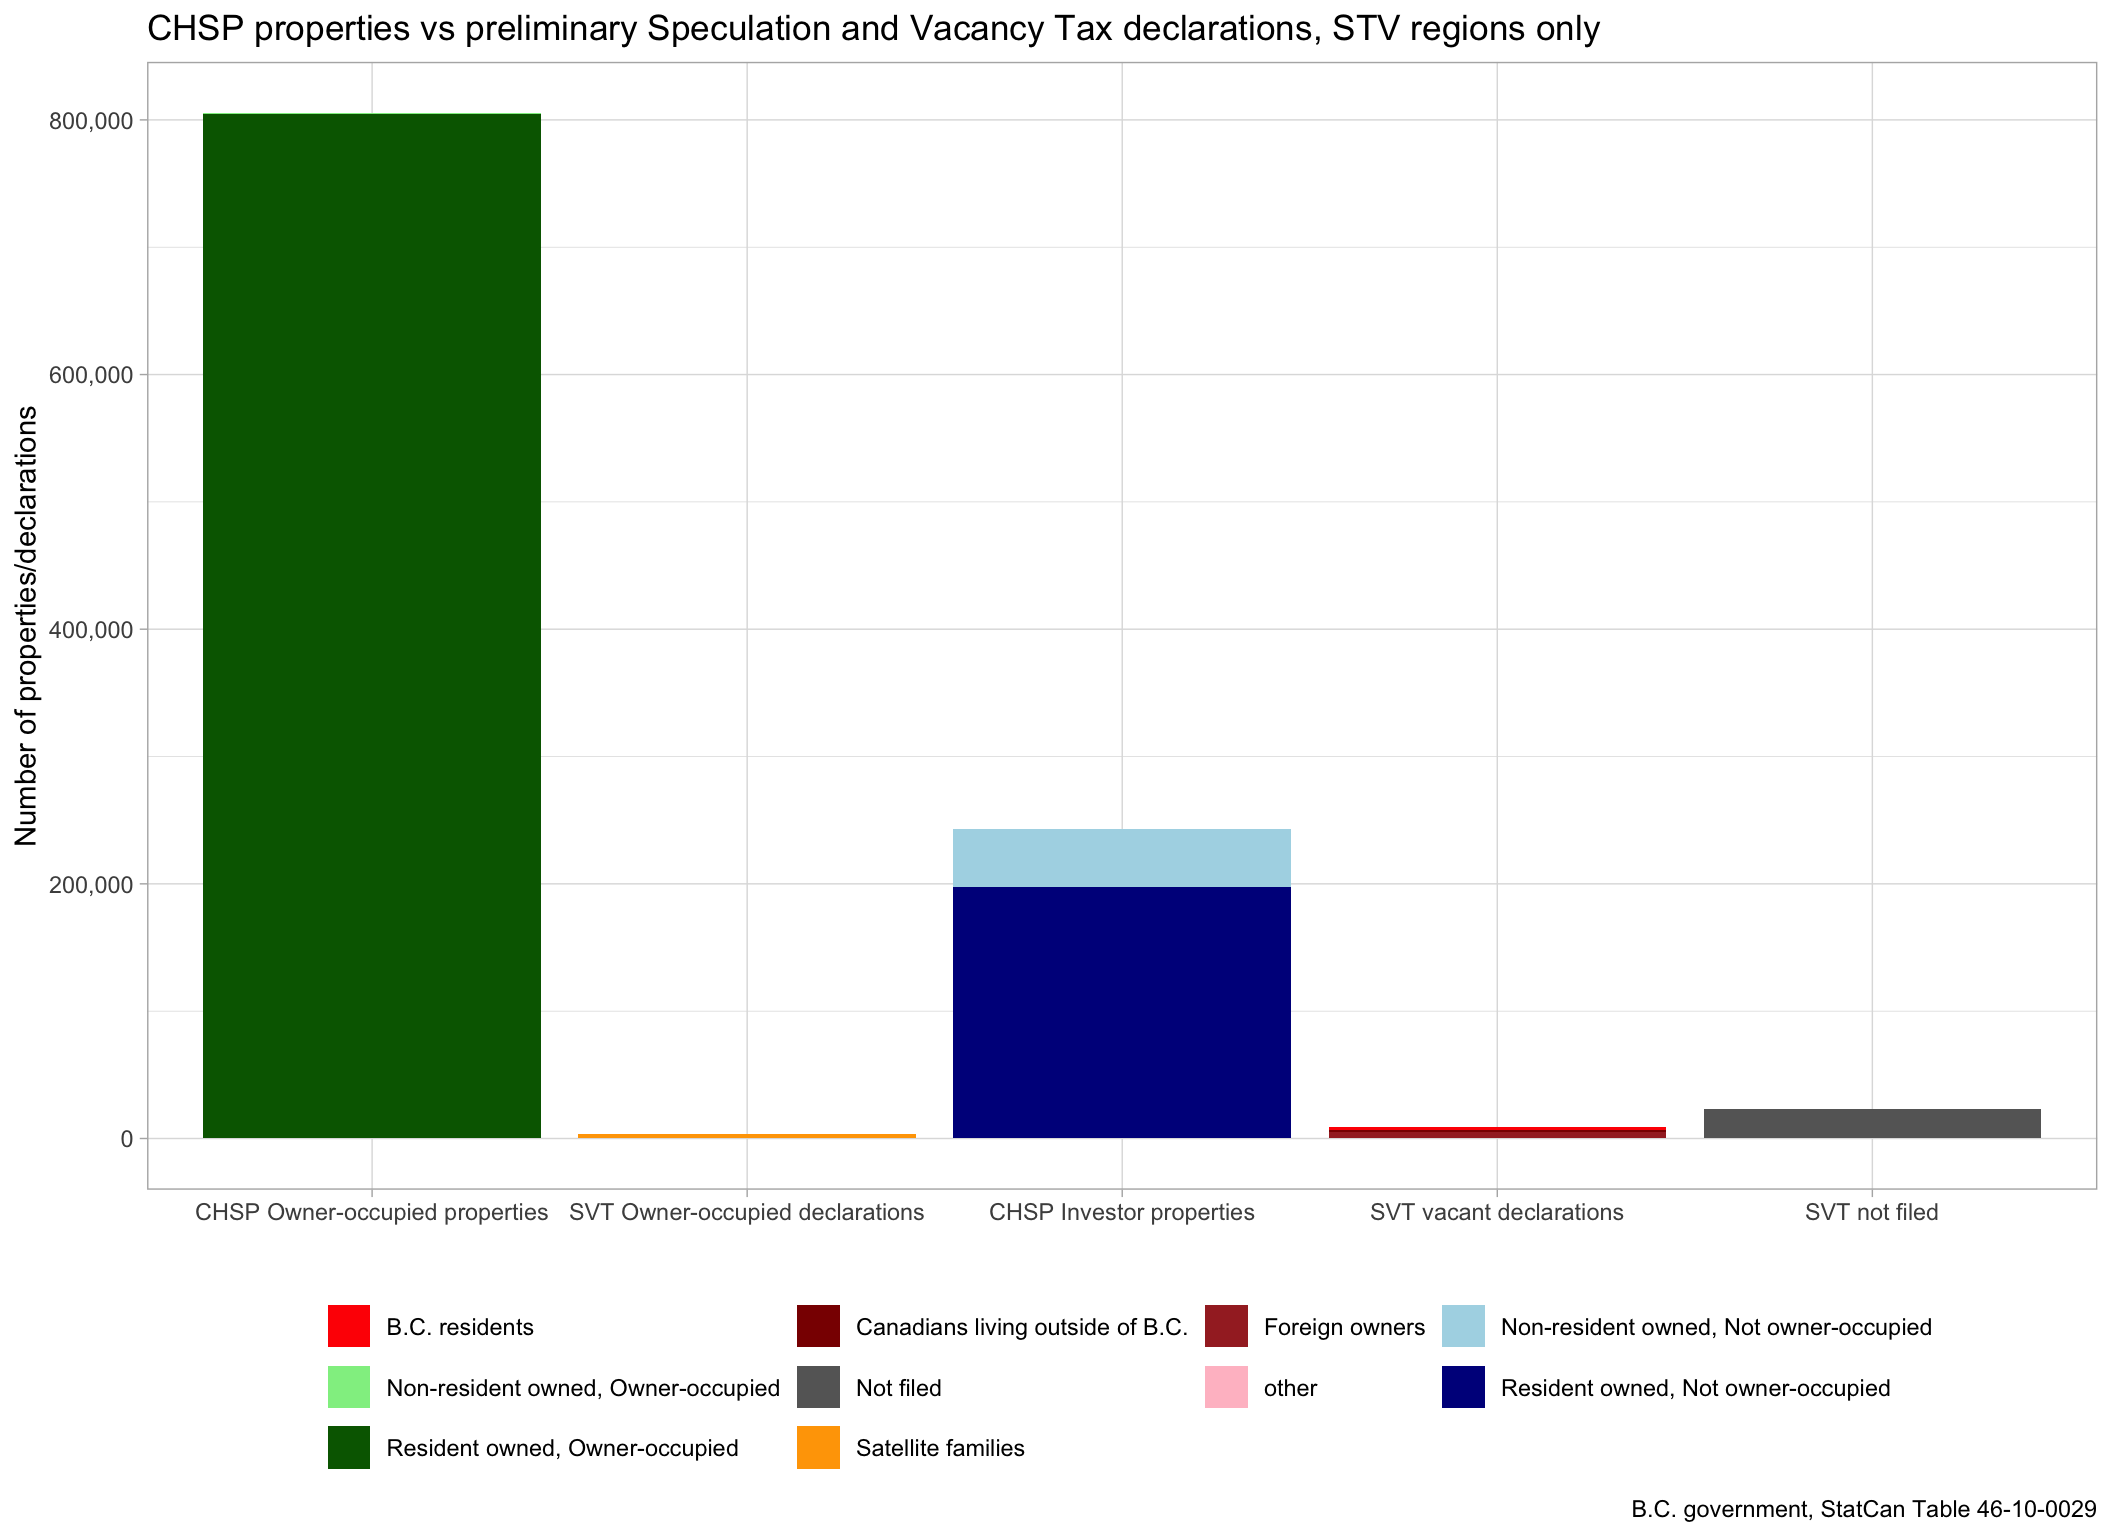 CHSP properties vs preliminary Speculation and Vacancy Tax declarations, STV regions only
Number of properties/declarations
800,000
600,000
400,000
200,000
0
CHSP Owner-occupied properties
SVT Owner-occupied declarations
CHSP Investor properties
SVT vacant declarations
SVT not filed
B.C. residents
Canadians living outside of B.C.
Foreign owners
Non-resident owned, Not owner-occupied
Non-resident owned, Owner-occupied
Not filed
other
Resident owned, Not owner-occupied
Resident owned, Owner-occupied
Satellite families
B.C. government, StatCan Table 46-10-0029